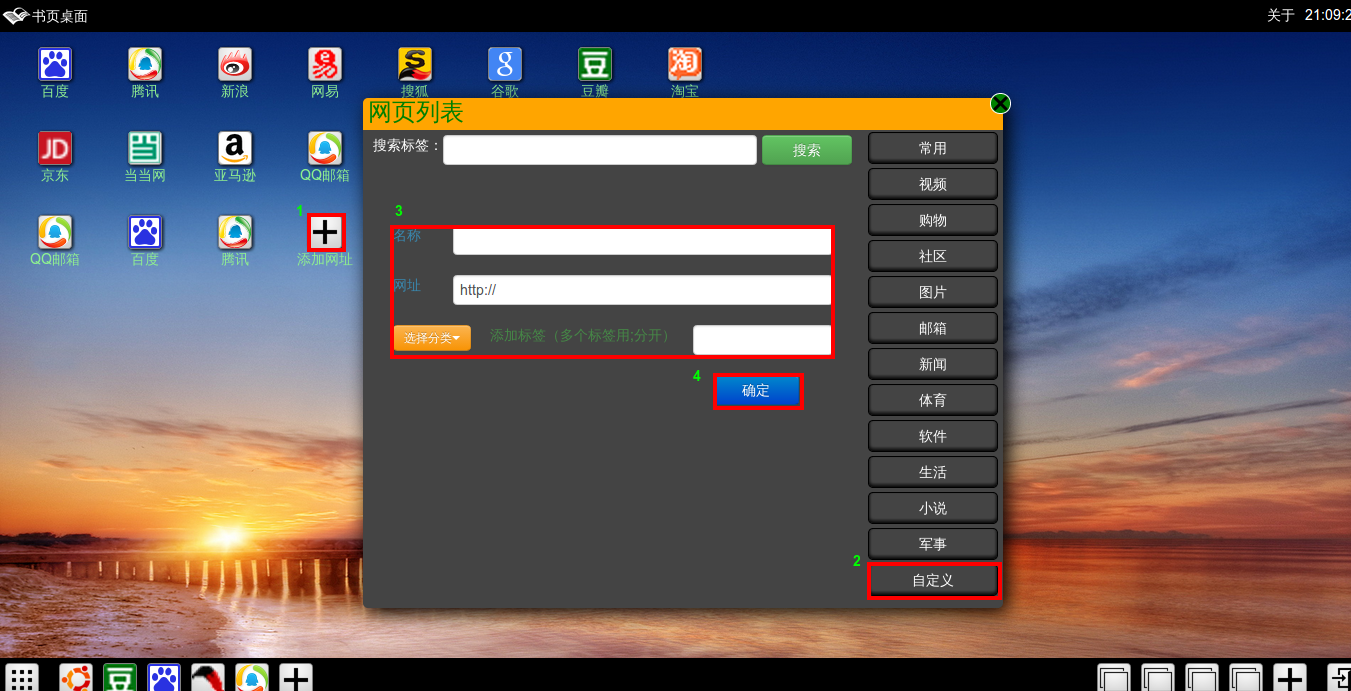 书页桌面
关于 21:09:2
百度 腾讯 新浪 网易 搜狐 谷歌 豆瓣 淘宝
京东 当当网 亚马逊 QQ邮箱
QQ邮箱 百度 腾讯 添加网址
1
网页列表
搜索标签：
搜索
3
名称
网址
http://
选择分类
添加标签（多个标签用;分开）
4
确定
常用
视频
购物
社区
图片
邮箱
新闻
体育
软件
生活
小说
军事
2
自定义